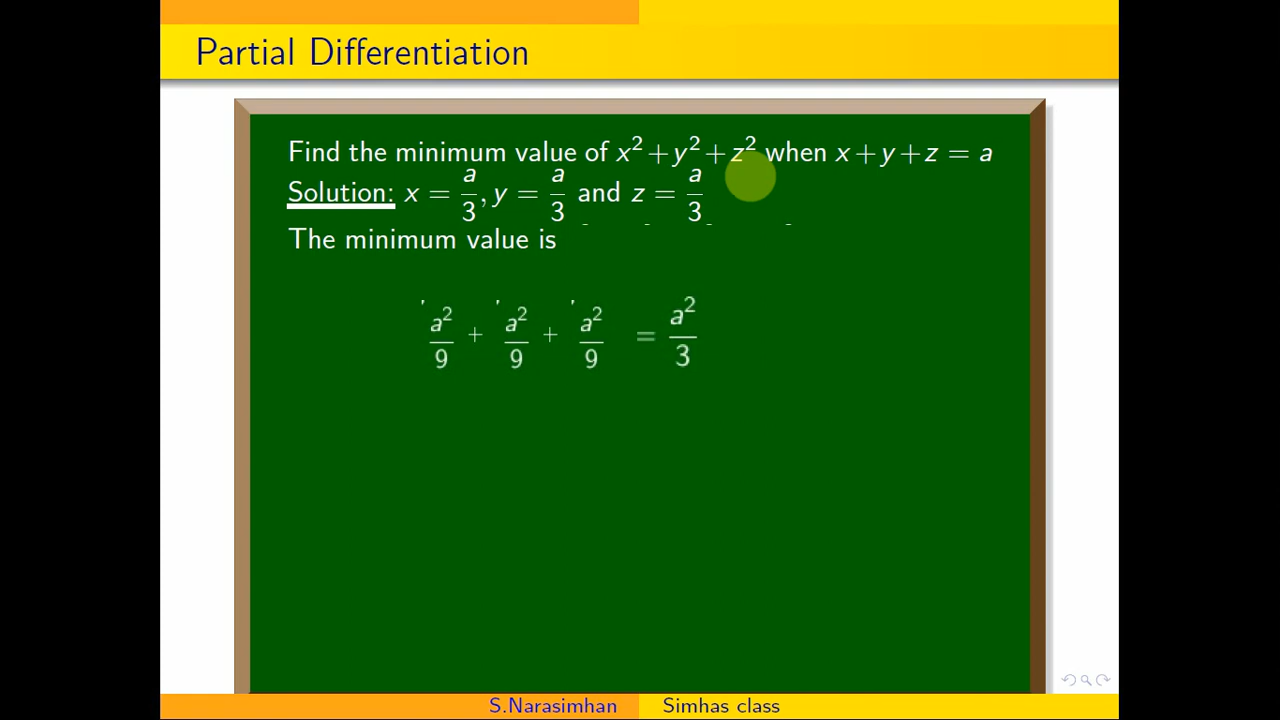 Partial Differentiation
Find the minimum value of x² + y² + z² when x + y + z = a
Solution: x = a/3, y = a/3 and z = a/3
The minimum value is
a²/9 + a²/9 + a²/9 = a²/3
S.Narasimhan Simhas class